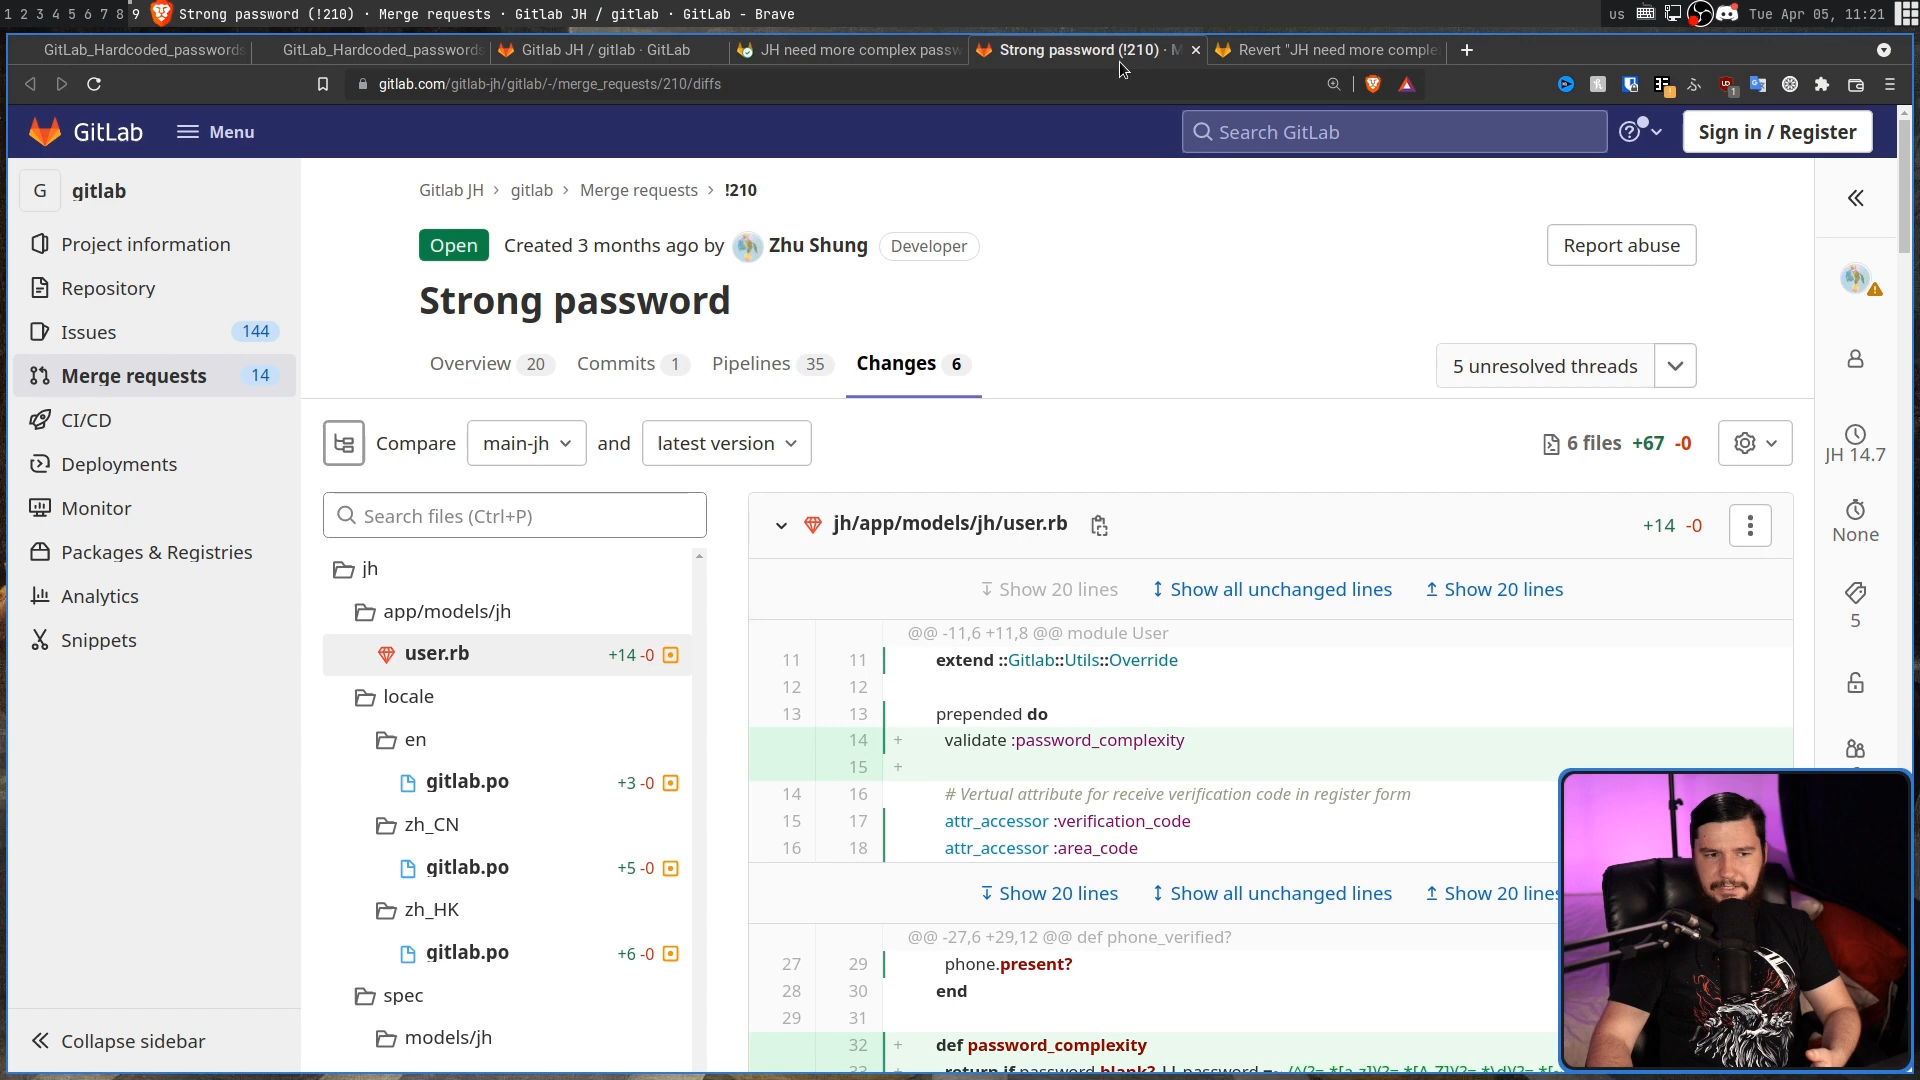 1 2 3 4 5 6 7 8 9 Strong password (!210) · Merge requests · Gitlab JH / gitlab · GitLab - Brave
us Tue Apr 05, 11:21
GitLab_Hardcoded_passwords
GitLab_Hardcoded_passwords
Gitlab JH / gitlab · GitLab
JH need more complex passw
Strong password (!210) · M
Revert "JH need more comple
gitlab.com/gitlab-jh/gitlab/-/merge_requests/210/diffs
GitLab Menu Search GitLab Sign in / Register
G gitlab
Project information
Repository
Issues 144
Merge requests 14
CI/CD
Deployments
Monitor
Packages & Registries
Analytics
Snippets
Collapse sidebar
Gitlab JH › gitlab › Merge requests › !210
Open Created 3 months ago by Zhu Shung Developer Report abuse
Strong password
Overview 20 Commits 1 Pipelines 35 Changes 6 5 unresolved threads
Compare main-jh and latest version 6 files +67 -0
Search files (Ctrl+P)
jh
app/models/jh
user.rb +14 -0
locale
en
gitlab.po +3 -0
zh_CN
gitlab.po +5 -0
zh_HK
gitlab.po +6 -0
spec
models/jh
jh/app/models/jh/user.rb +14 -0
Show 20 lines Show all unchanged lines Show 20 lines
@@ -11,6 +11,8 @@ module User
11 11 extend ::Gitlab::Utils::Override
12 12
13 13 prepended do
14 + validate :password_complexity
15 +
14 16 # Vertual attribute for receive verification code in register form
15 17 attr_accessor :verification_code
16 18 attr_accessor :area_code
Show 20 lines Show all unchanged lines Show 20 lines
@@ -27,6 +29,12 @@ def phone_verified?
27 29 phone.present?
28 30 end
29 31
32 + def password_complexity
JH 14.7
None
5